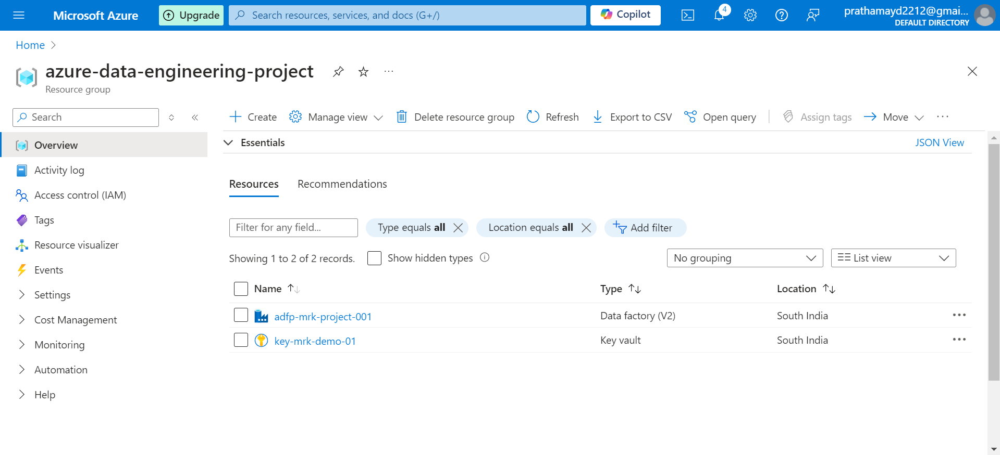 Microsoft Azure
Upgrade
Search resources, services, and docs (G+/)
Copilot
4
prathamayd2212@gmai...
DEFAULT DIRECTORY
Home
azure-data-engineering-project
Resource group
Search
Create
Manage view
Delete resource group
Refresh
Export to CSV
Open query
Assign tags
Move
Overview
Activity log
Access control (IAM)
Tags
Resource visualizer
Events
Settings
Cost Management
Monitoring
Automation
Help
Essentials
JSON View
Resources
Recommendations
Filter for any field...
Type equals all
Location equals all
Add filter
Showing 1 to 2 of 2 records.
Show hidden types
No grouping
List view
Name
Type
Location
adfp-mrk-project-001
Data factory (V2)
South India
key-mrk-demo-01
Key vault
South India